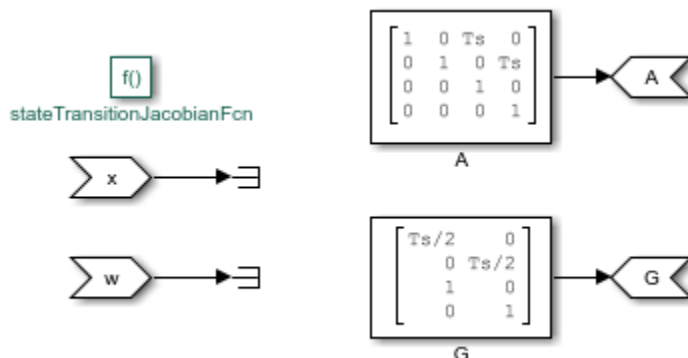 f()
stateTransitionJacobianFcn
x
w
1 0 Ts 0
0 1 0 Ts
0 0 1 0
0 0 0 1
A
A
Ts/2 0
0 Ts/2
1 0
0 1
G
G